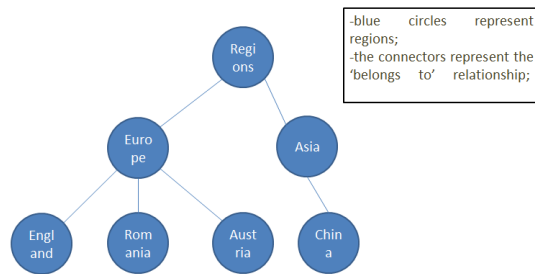 -blue circles represent
regions;
-the connectors represent the
‘belongs to’ relationship;
Regi
ons
Euro
pe
Asia
Engl
and
Rom
ania
Aust
ria
Chin
a